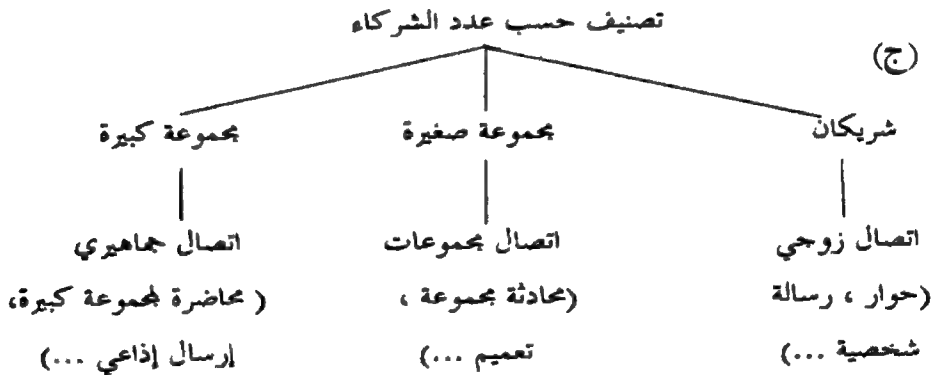 تصنيف حسب عدد الشركاء
(ج)
شريكان مجموعة صغيرة مجموعة كبيرة
اتصال زوجي اتصال مجموعات اتصال جماهيري
(حوار ، رسالة (محادثة مجموعة ، ( محاضرة لمجموعة كبيرة،
شخصية ...) تعميم ...) إرسال إذاعي ...)